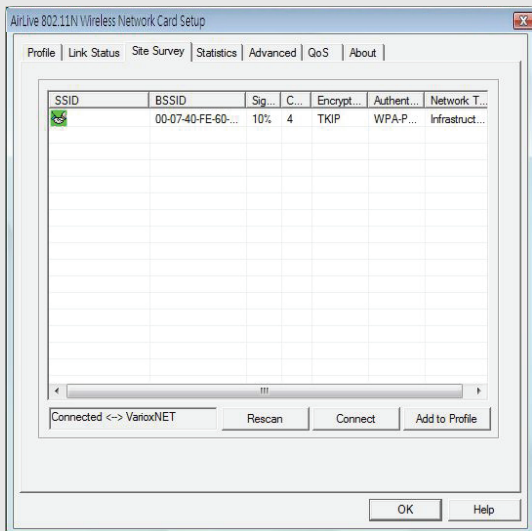 AirLive 802.11N Wireless Network Card Setup
Profile Link Status Site Survey Statistics Advanced QoS About
SSID BSSID Sig... C... Encrypt... Authent... Network T...
00-07-40-FE-60-... 10% 4 TKIP WPA-P... Infrastruct...
Connected <--> VarioxNET Rescan Connect Add to Profile
OK Help